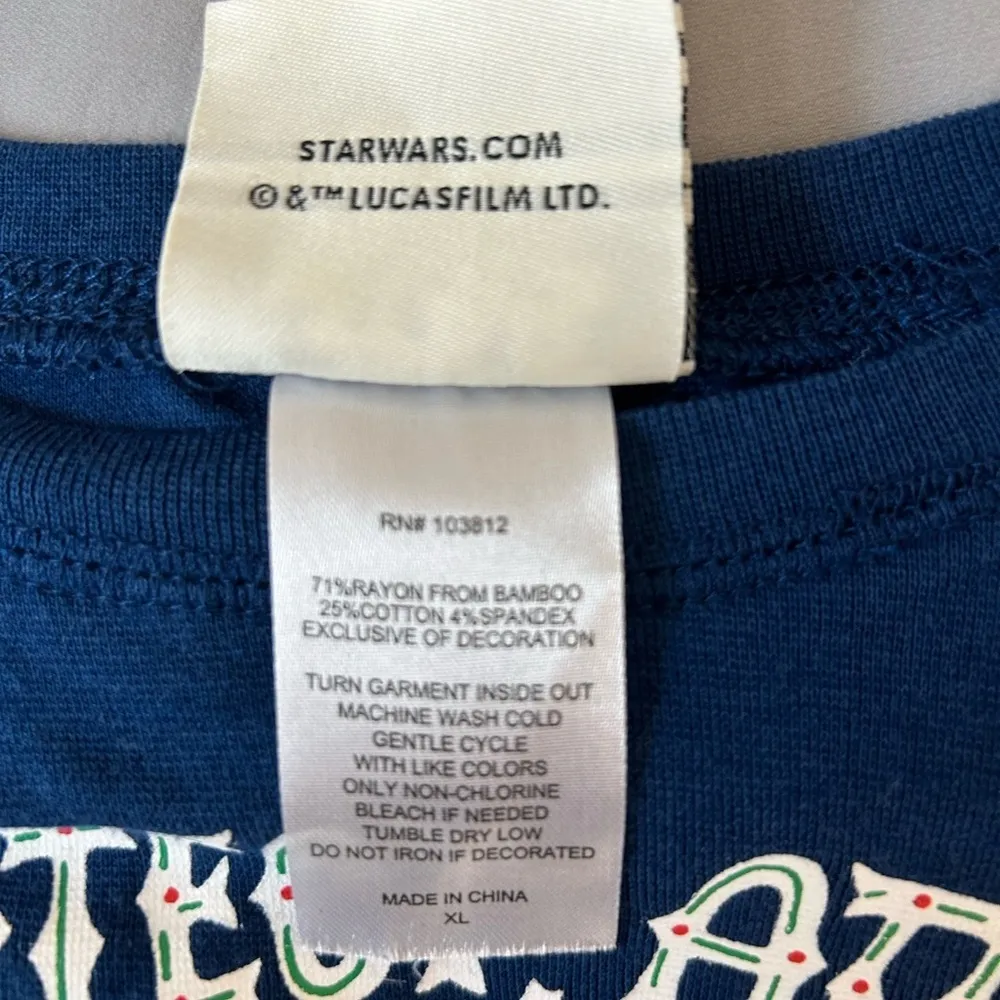 STARWARS.COM
©&™LUCASFILM LTD.
RN# 103812
71%RAYON FROM BAMBOO
25%COTTON 4%SPANDEX
EXCLUSIVE OF DECORATION
TURN GARMENT INSIDE OUT
MACHINE WASH COLD
GENTLE CYCLE
WITH LIKE COLORS
ONLY NON-CHLORINE
BLEACH IF NEEDED
TUMBLE DRY LOW
DO NOT IRON IF DECORATED
MADE IN CHINA
XL